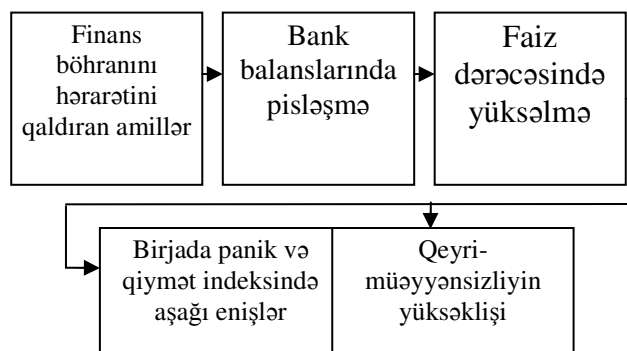 Finans
böhranını
hərarətini
qaldıran amillər
Bank
balanslarında
pisləşmə
Faiz
dərəcəsində
yüksəlmə
Birjada panik və
qiymət indeksində
aşağı enişlər
Qeyri-
müəyyənsizliyin
yüksəklişi